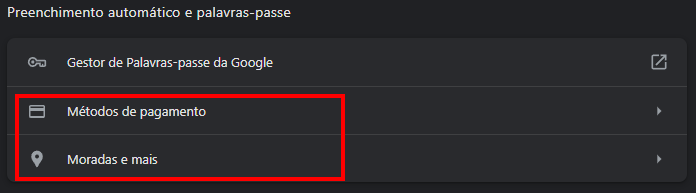 Preenchimento automático e palavras-passe
Gestor de Palavras-passe da Google
Métodos de pagamento
Moradas e mais